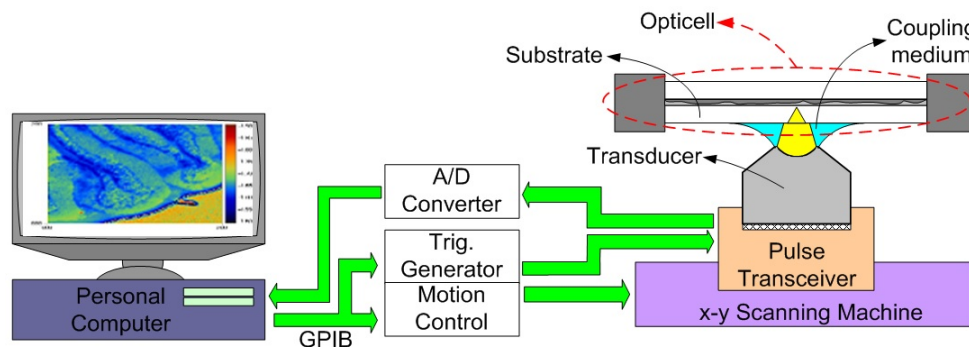 Opticell
Coupling
medium
Substrate
Transducer
A/D
Converter
Trig.
Generator
Motion
Control
Pulse
Transceiver
x-y Scanning Machine
Personal
Computer
GPIB